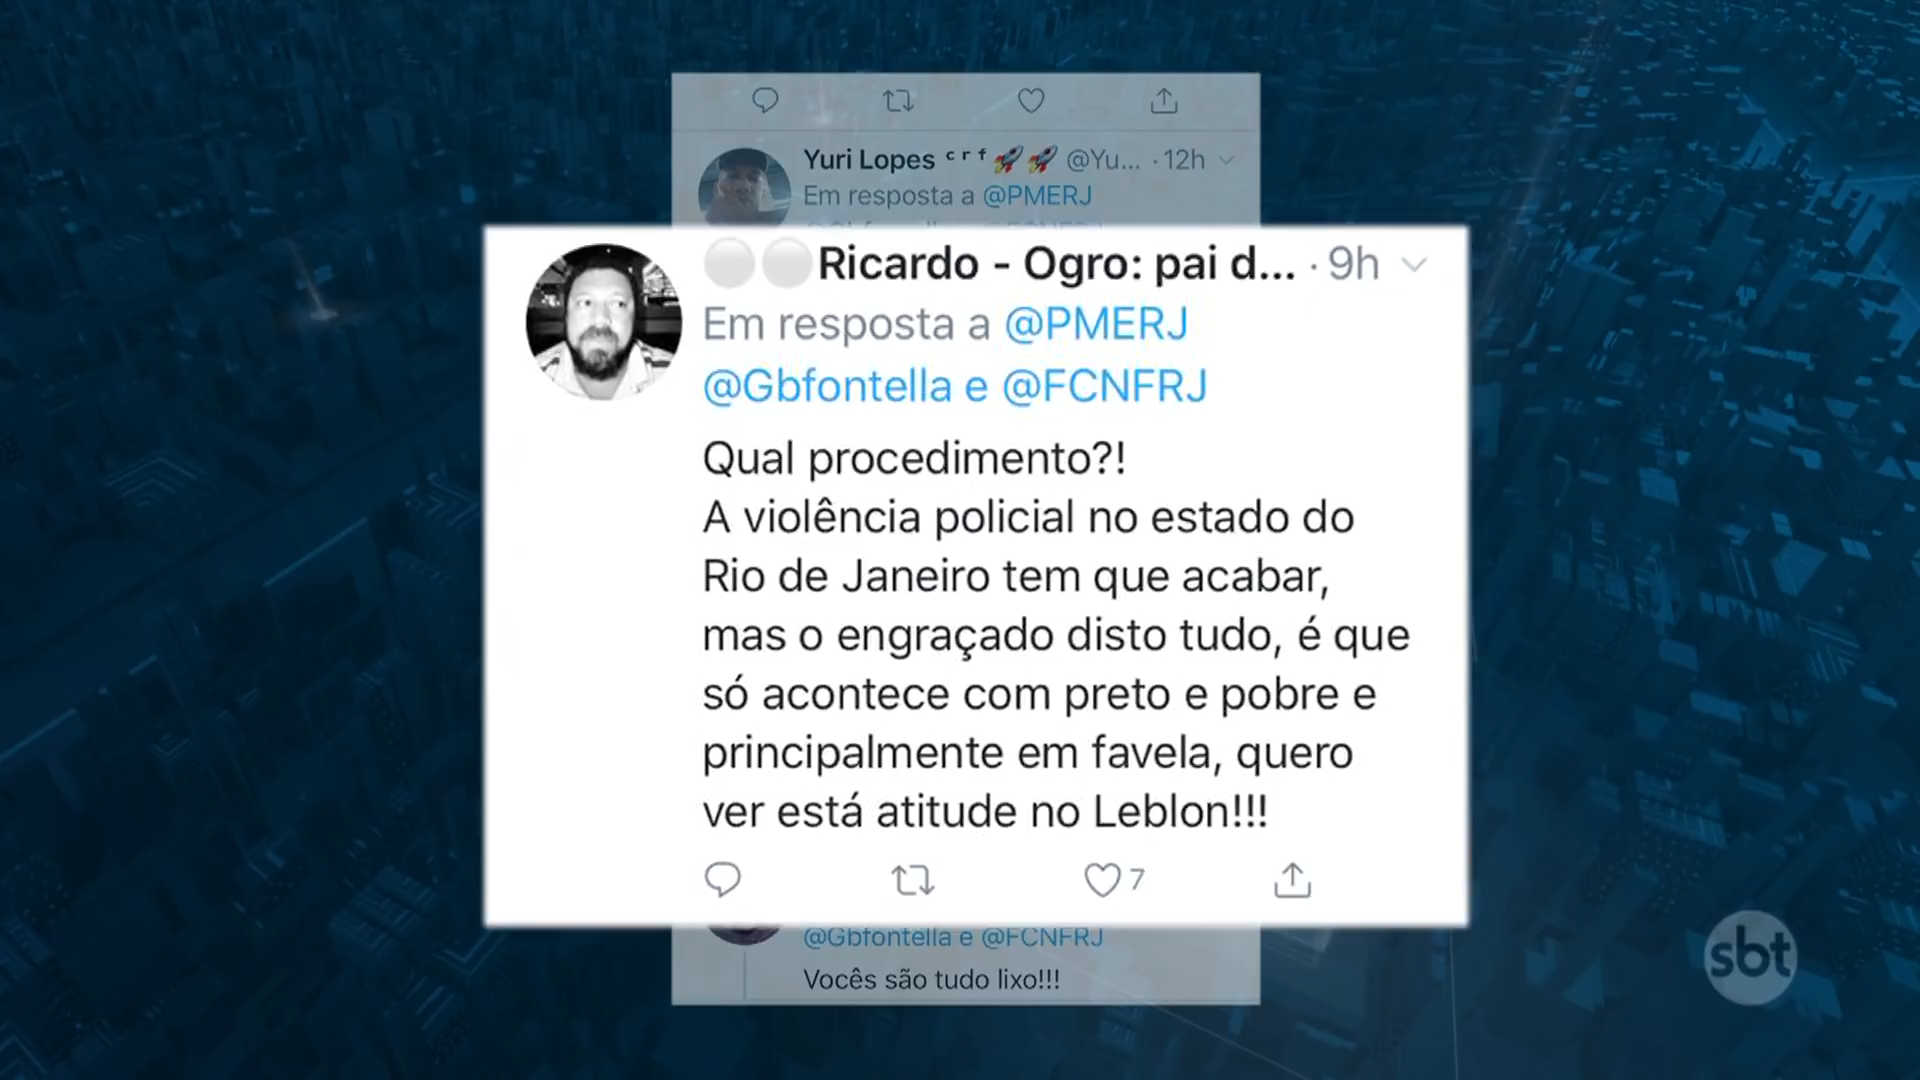 Yuri Lopes ᶜʳᶠ🚀🚀 @Yu... · 12h
Em resposta a @PMERJ
Ricardo - Ogro: pai d... · 9h
Em resposta a @PMERJ
@Gbfontella e @FCNFRJ
Qual procedimento?!
A violência policial no estado do
Rio de Janeiro tem que acabar,
mas o engraçado disto tudo, é que
só acontece com preto e pobre e
principalmente em favela, quero
ver está atitude no Leblon!!!
7
@Gbfontella e @FCNFRJ
Vocês são tudo lixo!!!
sbt